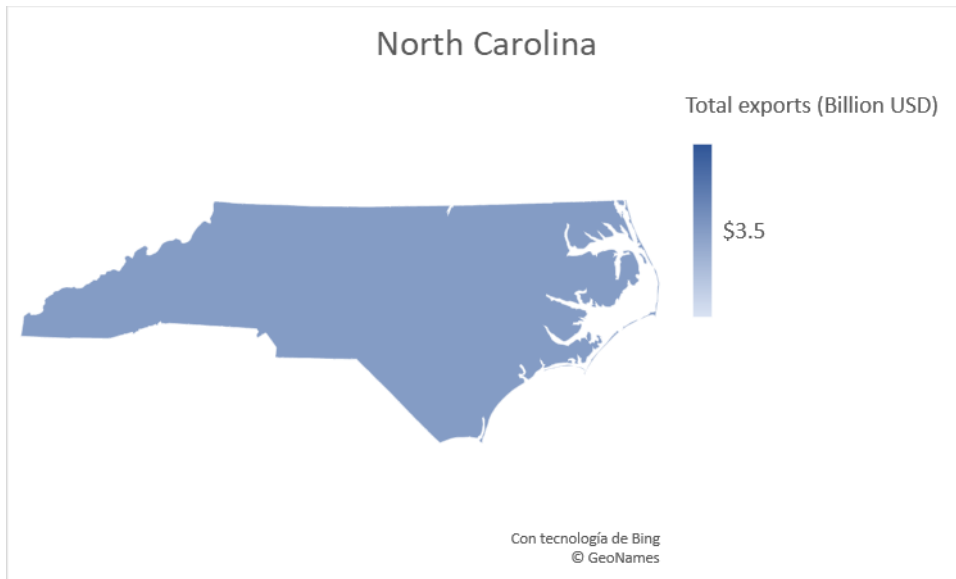 North Carolina
Total exports (Billion USD)
$3.5
Con tecnología de Bing
© GeoNames